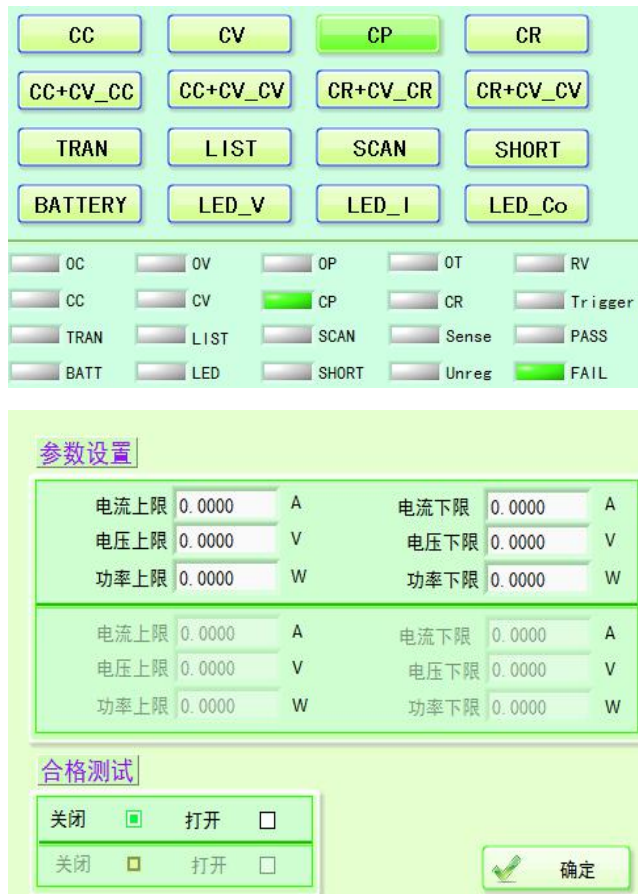 CC CV CP CR
CC+CV_CC CC+CV_CV CR+CV_CR CR+CV_CV
TRAN LIST SCAN SHORT
BATTERY LED_V LED_I LED_Co
OC OV OP OT RV
CC CV CP CR Trigger
TRAN LIST SCAN Sense PASS
BATT LED SHORT Unreg FAIL
参数设置
电流上限 0.0000 A 电流下限 0.0000 A
电压上限 0.0000 V 电压下限 0.0000 V
功率上限 0.0000 W 功率下限 0.0000 W
电流上限 0.0000 A 电流下限 0.0000 A
电压上限 0.0000 V 电压下限 0.0000 V
功率上限 0.0000 W 功率下限 0.0000 W
合格测试
关闭 打开
关闭 打开
确定